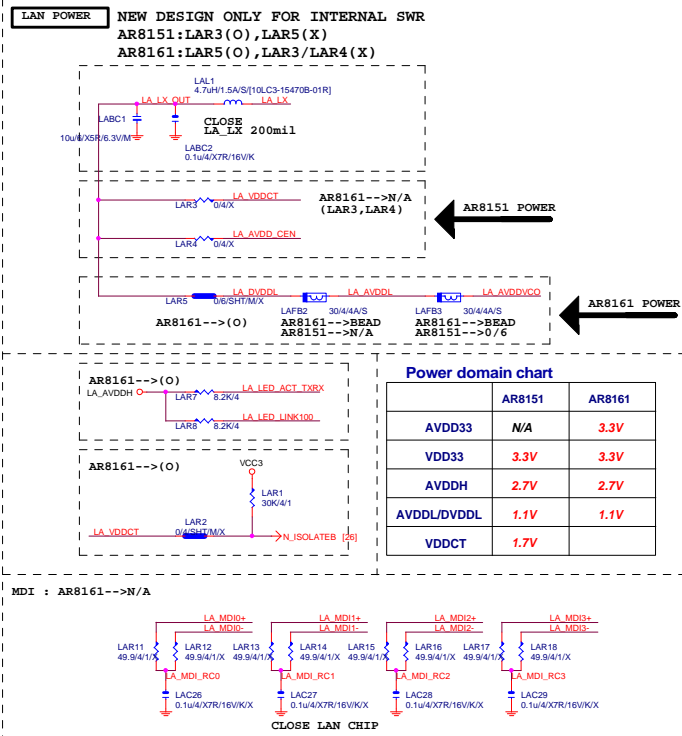 LAN POWER
NEW DESIGN ONLY FOR INTERNAL SWR
AR8151:LAR3(O),LAR5(X)
AR8161:LAR5(O),LAR3/LAR4(X)
LAL1
4.7uH/1.5A/S/[10LC3-15470B-01R]
LA_LX_OUT
LA_LX
LABC1
10u/6/X5R/6.3V/M
CLOSE
LA_LX 200mil
LABC2
0.1u/4/X7R/16V/K
LA_VDDCT
LAR3
0/4/X
AR8161-->N/A
(LAR3,LAR4)
AR8151 POWER
LA_AVDD_CEN
LAR4
0/4/X
LA_DVDDL
LA_AVDDL
LA_AVDDVCO
LAR5
0/6/SHT/M/X
LAFB2
30/4/4A/S
LAFB3
30/4/4A/S
AR8161 POWER
AR8161-->(O)
AR8161-->BEAD
AR8151-->N/A
AR8161-->BEAD
AR8151-->0/6
AR8161-->(O)
LA_AVDDH
LAR7
8.2K/4
LA_LED_ACT_TXRX
LAR8
8.2K/4
LA_LED_LINK100
AR8161-->(O)
VCC3
LAR1
30K/4/1
LA_VDDCT
LAR2
0/4/SHT/M/X
N_ISOLATEB [26]
Power domain chart
AR8151 AR8161
AVDD33 N/A 3.3V
VDD33 3.3V 3.3V
AVDDH 2.7V 2.7V
AVDDL/DVDDL 1.1V 1.1V
VDDCT 1.7V
MDI : AR8161-->N/A
LA_MDI0+ LA_MDI1+ LA_MDI2+ LA_MDI3+
LA_MDI0- LA_MDI1- LA_MDI2- LA_MDI3-
LAR11 LAR12 LAR13 LAR14 LAR15 LAR16 LAR17 LAR18
49.9/4/1/X 49.9/4/1/X 49.9/4/1/X 49.9/4/1/X 49.9/4/1/X 49.9/4/1/X 49.9/4/1/X 49.9/4/1/X
LA_MDI_RC0 LA_MDI_RC1 LA_MDI_RC2 LA_MDI_RC3
LAC26 LAC27 LAC28 LAC29
0.1u/4/X7R/16V/K/X 0.1u/4/X7R/16V/K/X 0.1u/4/X7R/16V/K/X 0.1u/4/X7R/16V/K/X
CLOSE LAN CHIP